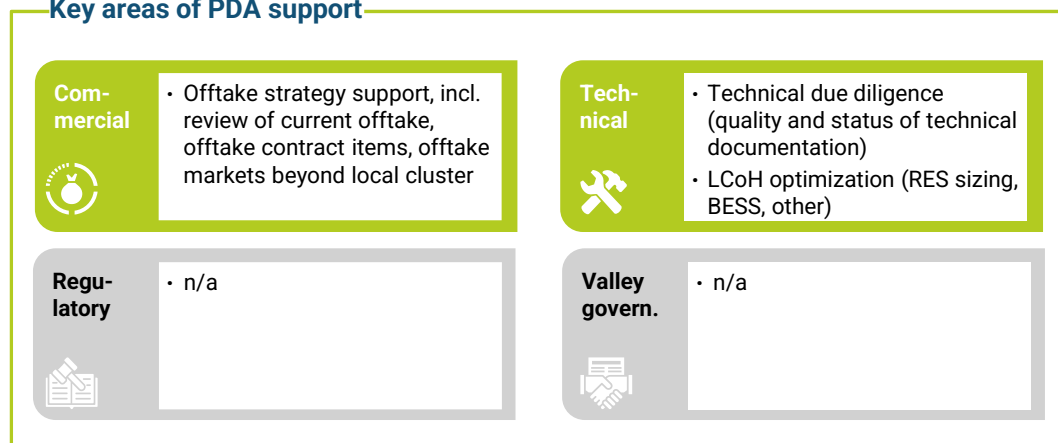 Key areas of PDA support
Com-
mercial
· Offtake strategy support, incl.
review of current offtake,
offtake contract items, offtake
markets beyond local cluster
Tech-
nical
· Technical due diligence
(quality and status of technical
documentation)
· LCoH optimization (RES sizing,
BESS, other)
Regu-
latory
· n/a
Valley
govern.
· n/a